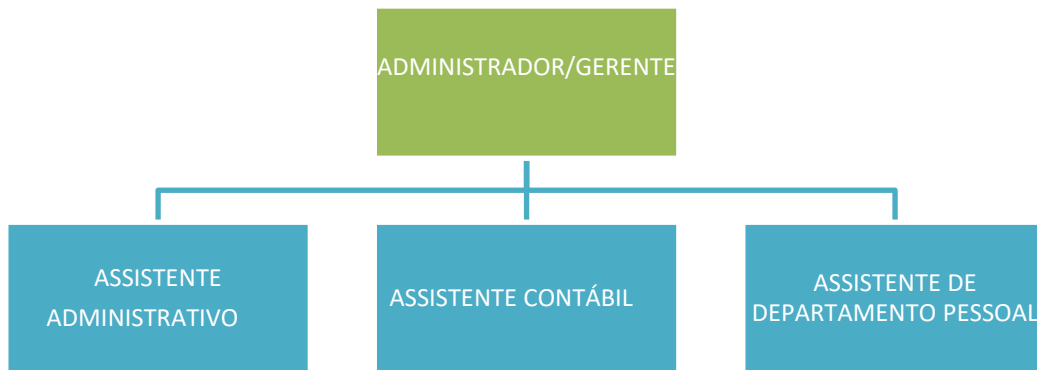 ADMINISTRADOR/GERENTE
ASSISTENTE
ADMINISTRATIVO
ASSISTENTE CONTÁBIL
ASSISTENTE DE
DEPARTAMENTO PESSOAL